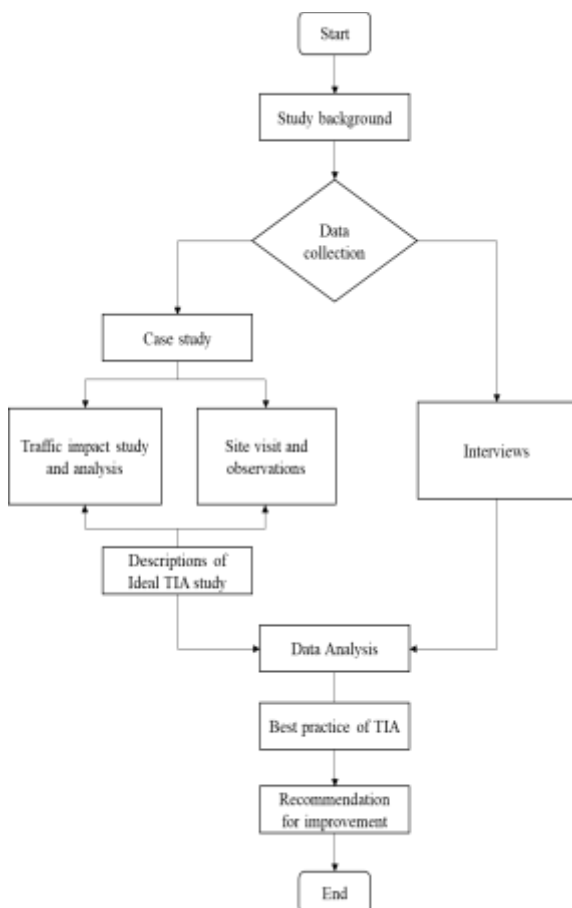 Start
Study background
Data
collection
Case study
Traffic impact study
and analysis
Site visit and
observations
Interviews
Descriptions of
Ideal TIA study
Data Analysis
Best practice of TIA
Recommendation
for improvement
End